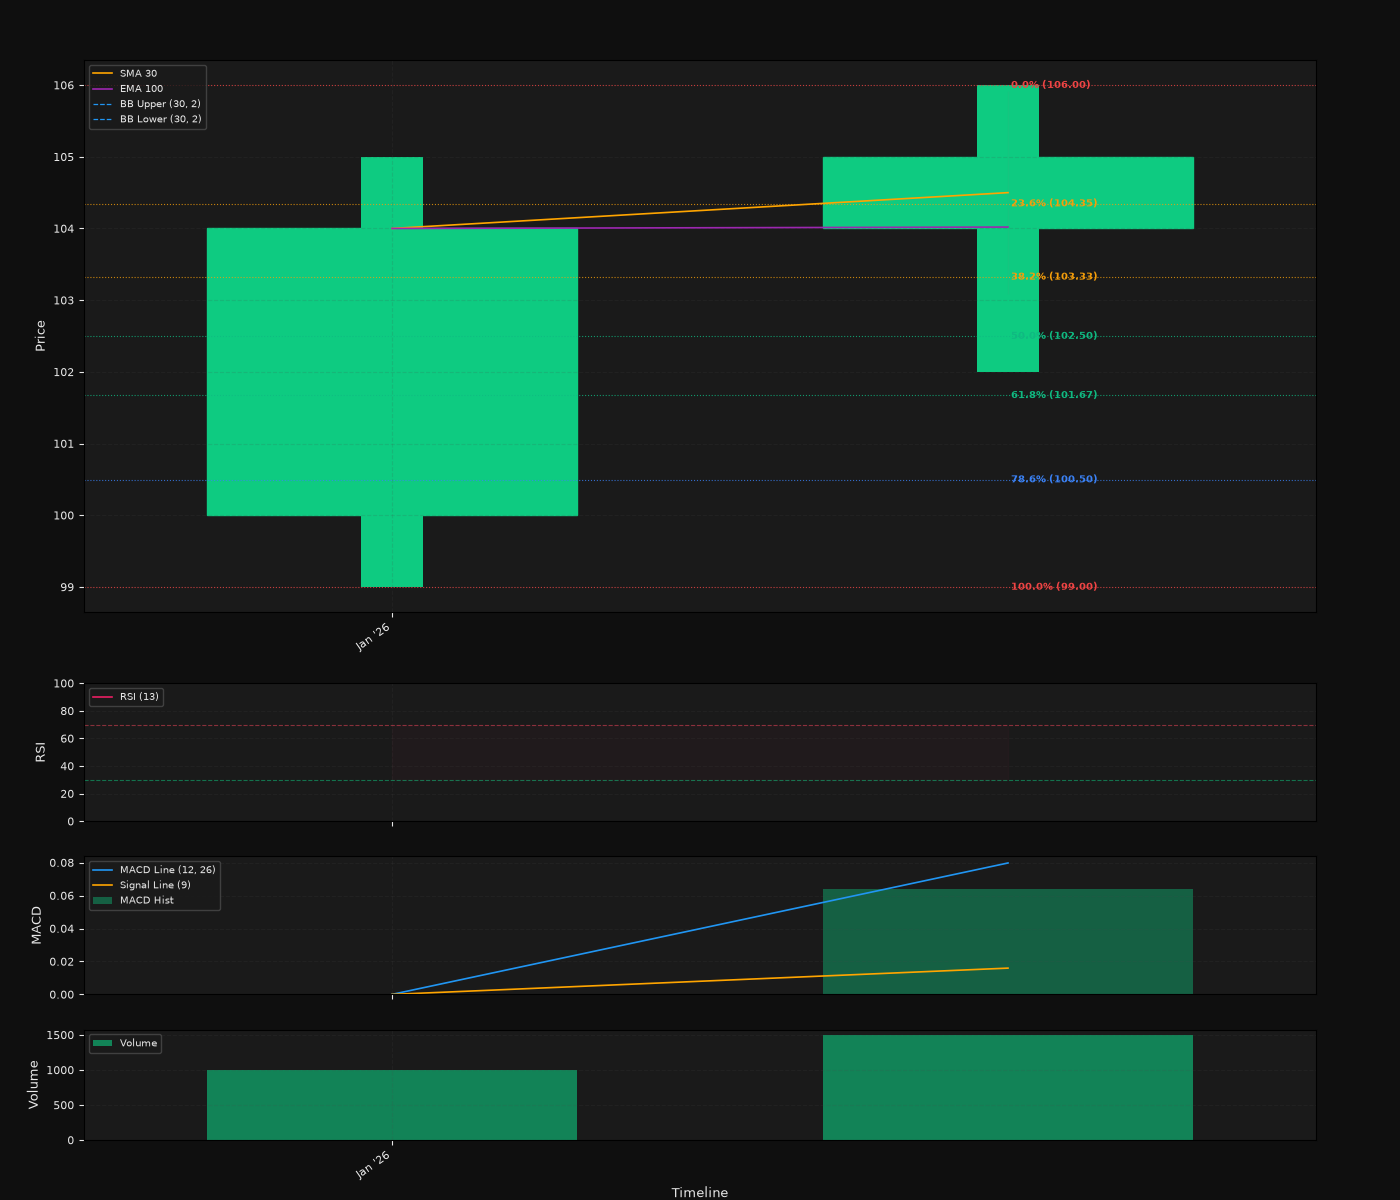 SMA 30
EMA 100
BB Upper (30, 2)
BB Lower (30, 2)
Price
106
105
104
103
102
101
100
99
0.0% (106.00)
23.6% (104.35)
38.2% (103.33)
50.0% (102.50)
61.8% (101.67)
78.6% (100.50)
100.0% (99.00)
Jan '26
RSI (13)
RSI
100
80
60
40
20
0
MACD Line (12, 26)
Signal Line (9)
MACD Hist
MACD
0.08
0.06
0.04
0.02
0.00
Volume
Volume
1500
1000
500
0
Jan '26
Timeline